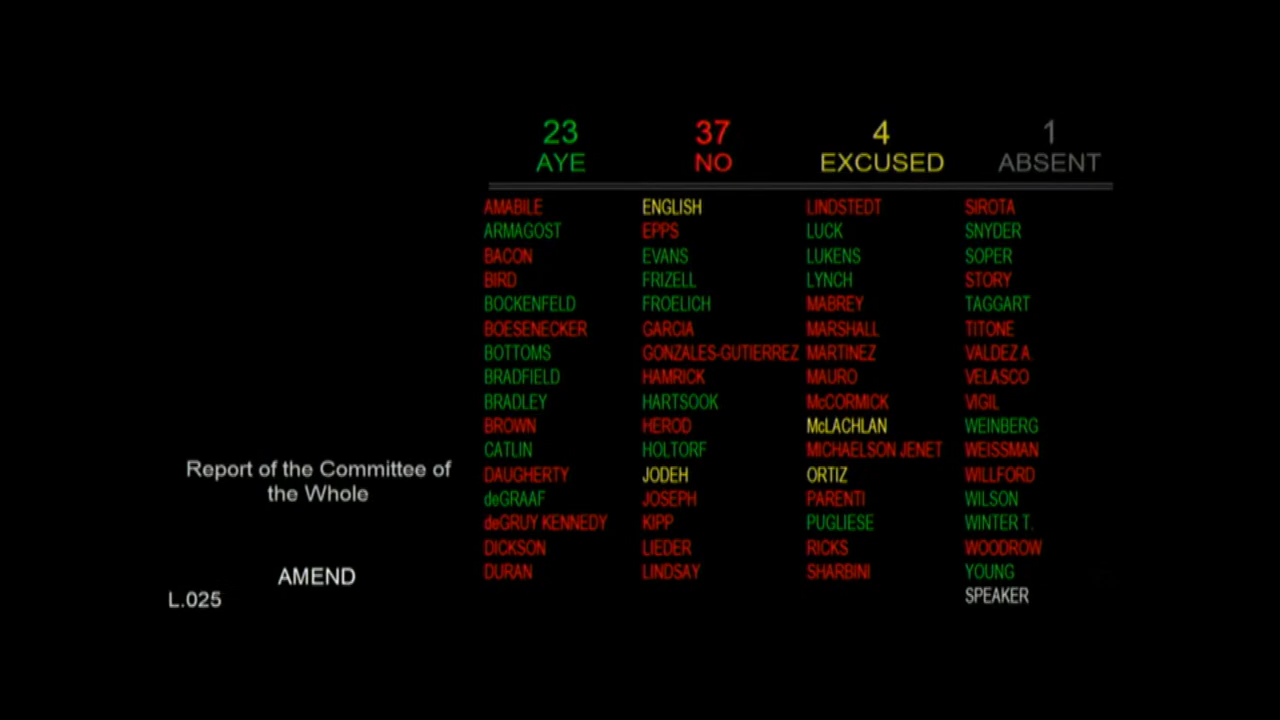 23 37 4 1
AYE NO EXCUSED ABSENT
AMABILE ENGLISH LINDSTEDT SIROTA
ARMAGOST EPPS LUCK SNYDER
BACON EVANS LUKENS SOPER
BIRD FRIZELL LYNCH STORY
BOCKENFELD FROELICH MABREY TAGGART
BOESENECKER GARCIA MARSHALL TITONE
BOTTOMS GONZALES-GUTIERREZ MARTINEZ VALDEZ A.
BRADFIELD HAMRICK MAURO VELASCO
BRADLEY HARTSOOK McCORMICK VIGIL
BROWN HEROD McLACHLAN WEINBERG
CATLIN HOLTORF MICHAELSON JENET WEISSMAN
DAUGHERTY JODEH ORTIZ WILLFORD
deGRAAF JOSEPH PARENTI WILSON
deGRUY KENNEDY KIPP PUGLIESE WINTER T.
DICKSON LIEDER RICKS WOODROW
DURAN LINDSAY SHARBINI YOUNG
SPEAKER
Report of the Committee of
the Whole
AMEND
L.025